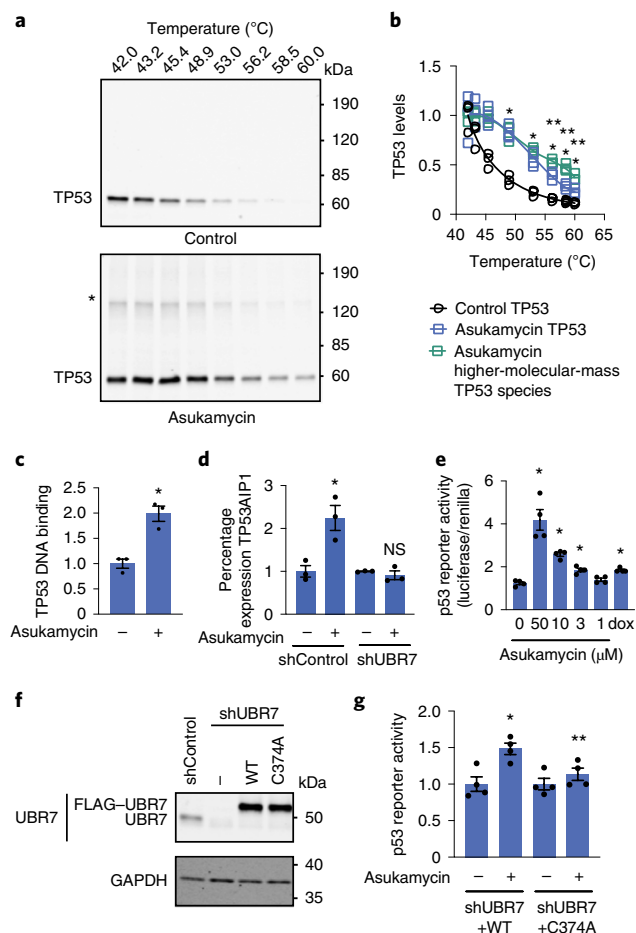 a
Temperature (°C)
42.0 43.2 45.4 48.9 53.0 56.2 58.5 60.0
kDa
190
120
85
TP53 60
Control
190
* 120
85
TP53 60
Asukamycin
b
TP53 levels
1.5
1.0
0.5
0
* * ** * ** * ** *
40 45 50 55 60 65
Temperature (°C)
Control TP53
Asukamycin TP53
Asukamycin
higher-molecular-mass
TP53 species
c
TP53 DNA binding
2.5
2.0
1.5
1.0
0.5
0
*
Asukamycin – +
d
Percentage
expression TP53AIP1
4
3
2
1
0
*
NS
Asukamycin – + – +
shControl shUBR7
e
p53 reporter activity
(luciferase/renilla)
6
4
2
0
* * * *
0 50 10 3 1 dox
Asukamycin (μM)
f
shUBR7
shControl – WT C374A
kDa
UBR7 FLAG–UBR7
UBR7 50
40
GAPDH
35
g
p53 reporter activity
2.0
1.5
1.0
0.5
0
* **
Asukamycin – + – +
shUBR7 shUBR7
+WT +C374A